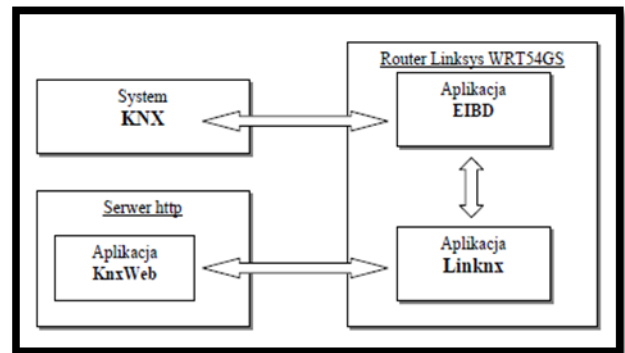 Router Linksys WRT54GS
System
KNX
Aplikacja
EIBD
Serwer http
Aplikacja
KnxWeb
Aplikacja
Linknx